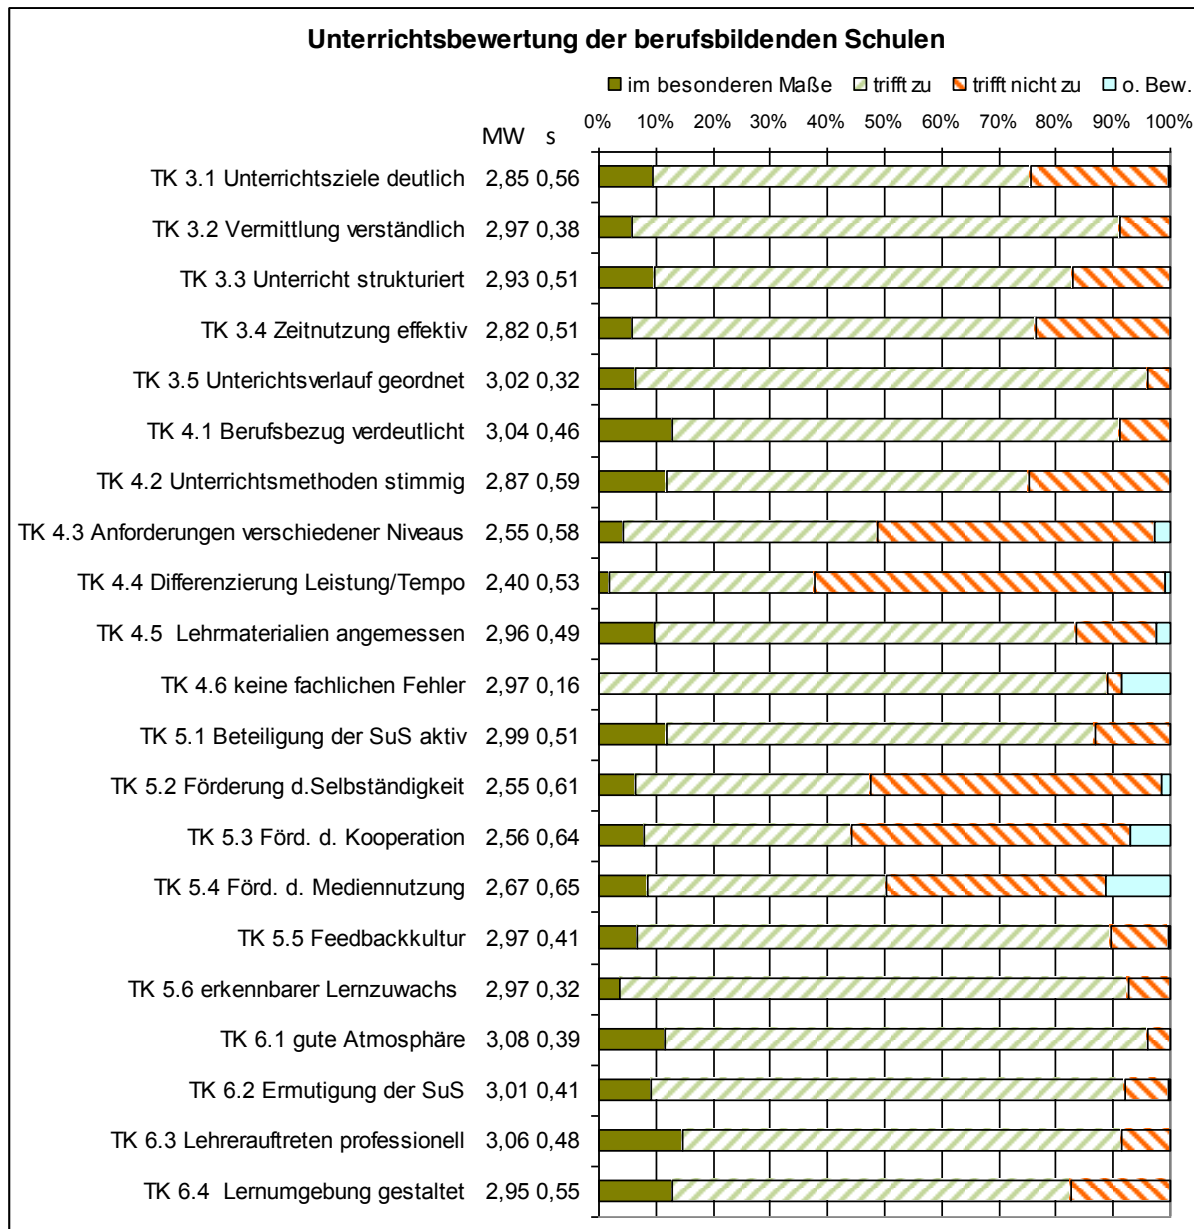 Unterrichtsbewertung der berufsbildenden Schulen
im besonderen Maße trifft zu trifft nicht zu o. Bew.
MW s 0% 10% 20% 30% 40% 50% 60% 70% 80% 90% 100%
TK 3.1 Unterrichtsziele deutlich 2,85 0,56
TK 3.2 Vermittlung verständlich 2,97 0,38
TK 3.3 Unterricht strukturiert 2,93 0,51
TK 3.4 Zeitnutzung effektiv 2,82 0,51
TK 3.5 Unterichtsverlauf geordnet 3,02 0,32
TK 4.1 Berufsbezug verdeutlicht 3,04 0,46
TK 4.2 Unterrichtsmethoden stimmig 2,87 0,59
TK 4.3 Anforderungen verschiedener Niveaus 2,55 0,58
TK 4.4 Differenzierung Leistung/Tempo 2,40 0,53
TK 4.5 Lehrmaterialien angemessen 2,96 0,49
TK 4.6 keine fachlichen Fehler 2,97 0,16
TK 5.1 Beteiligung der SuS aktiv 2,99 0,51
TK 5.2 Förderung d.Selbständigkeit 2,55 0,61
TK 5.3 Förd. d. Kooperation 2,56 0,64
TK 5.4 Förd. d. Mediennutzung 2,67 0,65
TK 5.5 Feedbackkultur 2,97 0,41
TK 5.6 erkennbarer Lernzuwachs 2,97 0,32
TK 6.1 gute Atmosphäre 3,08 0,39
TK 6.2 Ermutigung der SuS 3,01 0,41
TK 6.3 Lehrerauftreten professionell 3,06 0,48
TK 6.4 Lernumgebung gestaltet 2,95 0,55